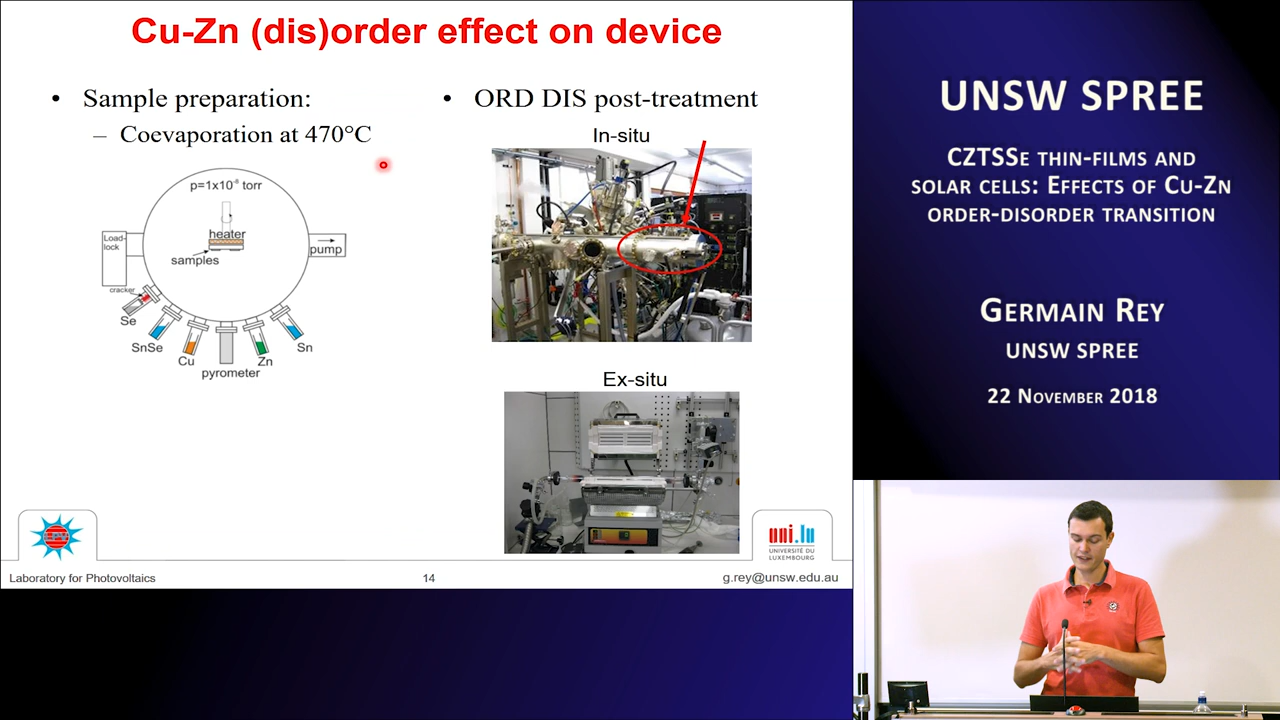 Cu-Zn (dis)order effect on device
• Sample preparation:
– Coevaporation at 470°C
p=1x10⁻⁸ torr
heater
samples
Load-
lock
pump
cracker
Se
SnSe
Cu
pyrometer
Zn
Sn
• ORD DIS post-treatment
In-situ
Ex-situ
uni.lu
UNIVERSITÉ DU
LUXEMBOURG
Laboratory for Photovoltaics
14
g.rey@unsw.edu.au
UNSW SPREE
CZTSSe thin-films and
solar cells: Effects of Cu-Zn
order-disorder transition
Germain Rey
UNSW SPREE
22 November 2018